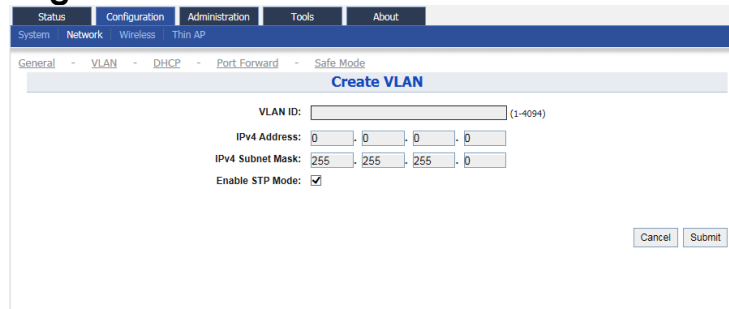 Status Configuration Administration Tools About
System Network Wireless Thin AP
General - VLAN - DHCP - Port Forward - Safe Mode
Create VLAN
VLAN ID: (1-4094)
IPv4 Address: 0 . 0 . 0 . 0
IPv4 Subnet Mask: 255 . 255 . 255 . 0
Enable STP Mode:
Cancel Submit